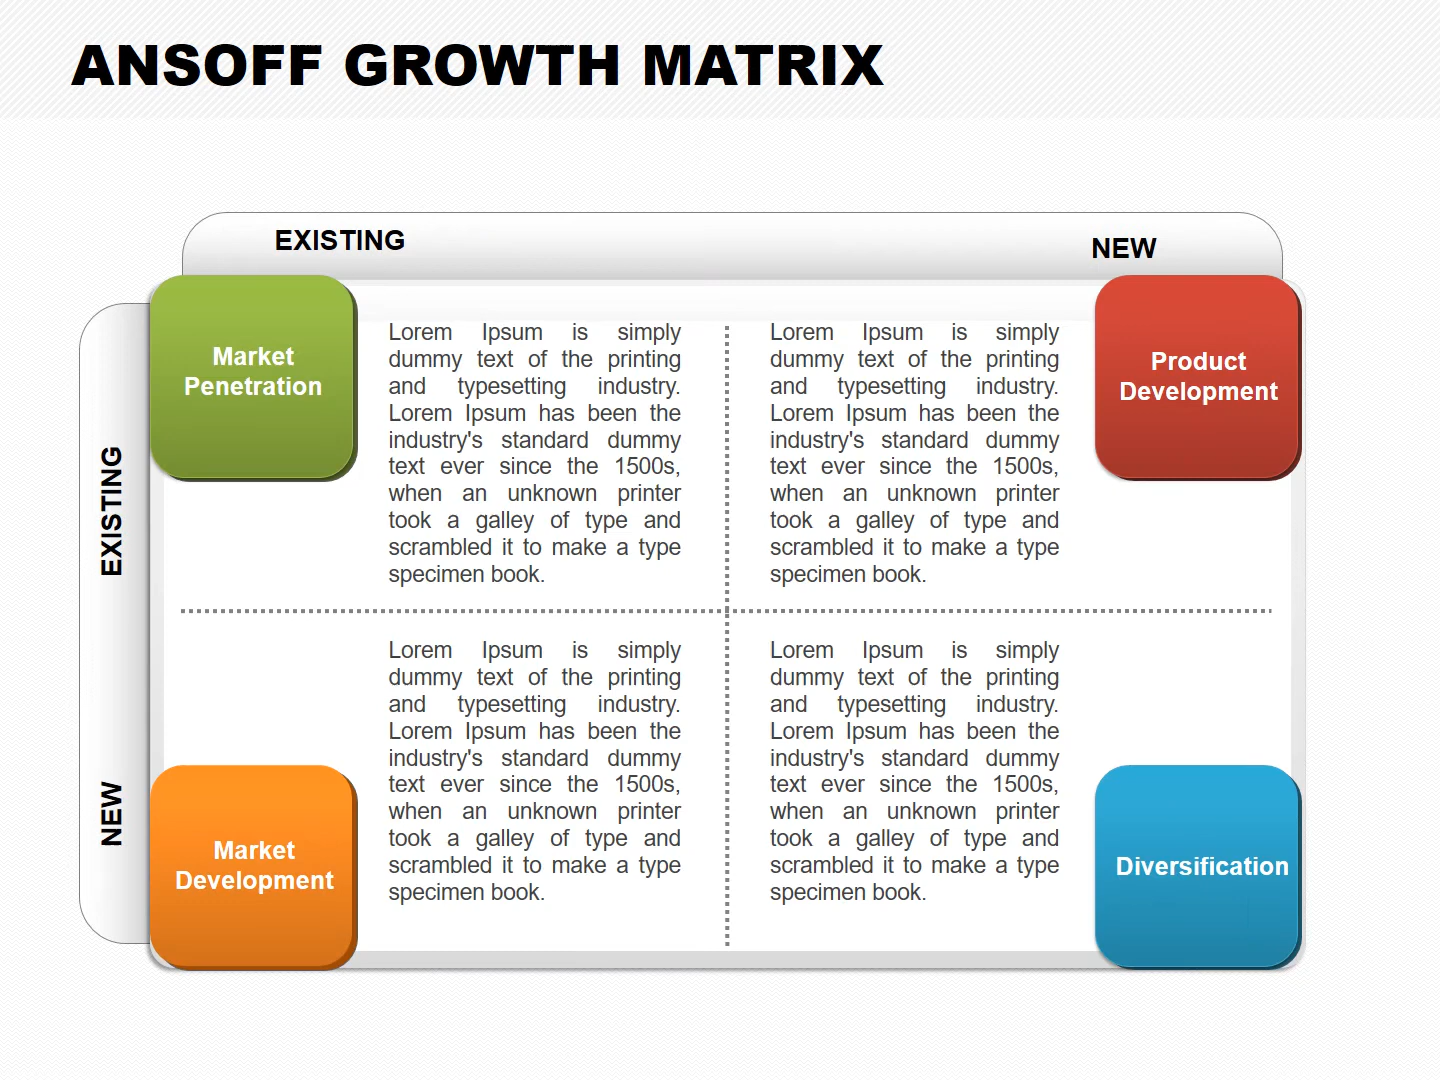 ANSOFF GROWTH MATRIX
EXISTING
NEW
EXISTING
NEW
Market
Penetration
Lorem Ipsum is simply
dummy text of the printing
and typesetting industry.
Lorem Ipsum has been the
industry's standard dummy
text ever since the 1500s,
when an unknown printer
took a galley of type and
scrambled it to make a type
specimen book.
Lorem Ipsum is simply
dummy text of the printing
and typesetting industry.
Lorem Ipsum has been the
industry's standard dummy
text ever since the 1500s,
when an unknown printer
took a galley of type and
scrambled it to make a type
specimen book.
Product
Development
Market
Development
Lorem Ipsum is simply
dummy text of the printing
and typesetting industry.
Lorem Ipsum has been the
industry's standard dummy
text ever since the 1500s,
when an unknown printer
took a galley of type and
scrambled it to make a type
specimen book.
Lorem Ipsum is simply
dummy text of the printing
and typesetting industry.
Lorem Ipsum has been the
industry's standard dummy
text ever since the 1500s,
when an unknown printer
took a galley of type and
scrambled it to make a type
specimen book.
Diversification